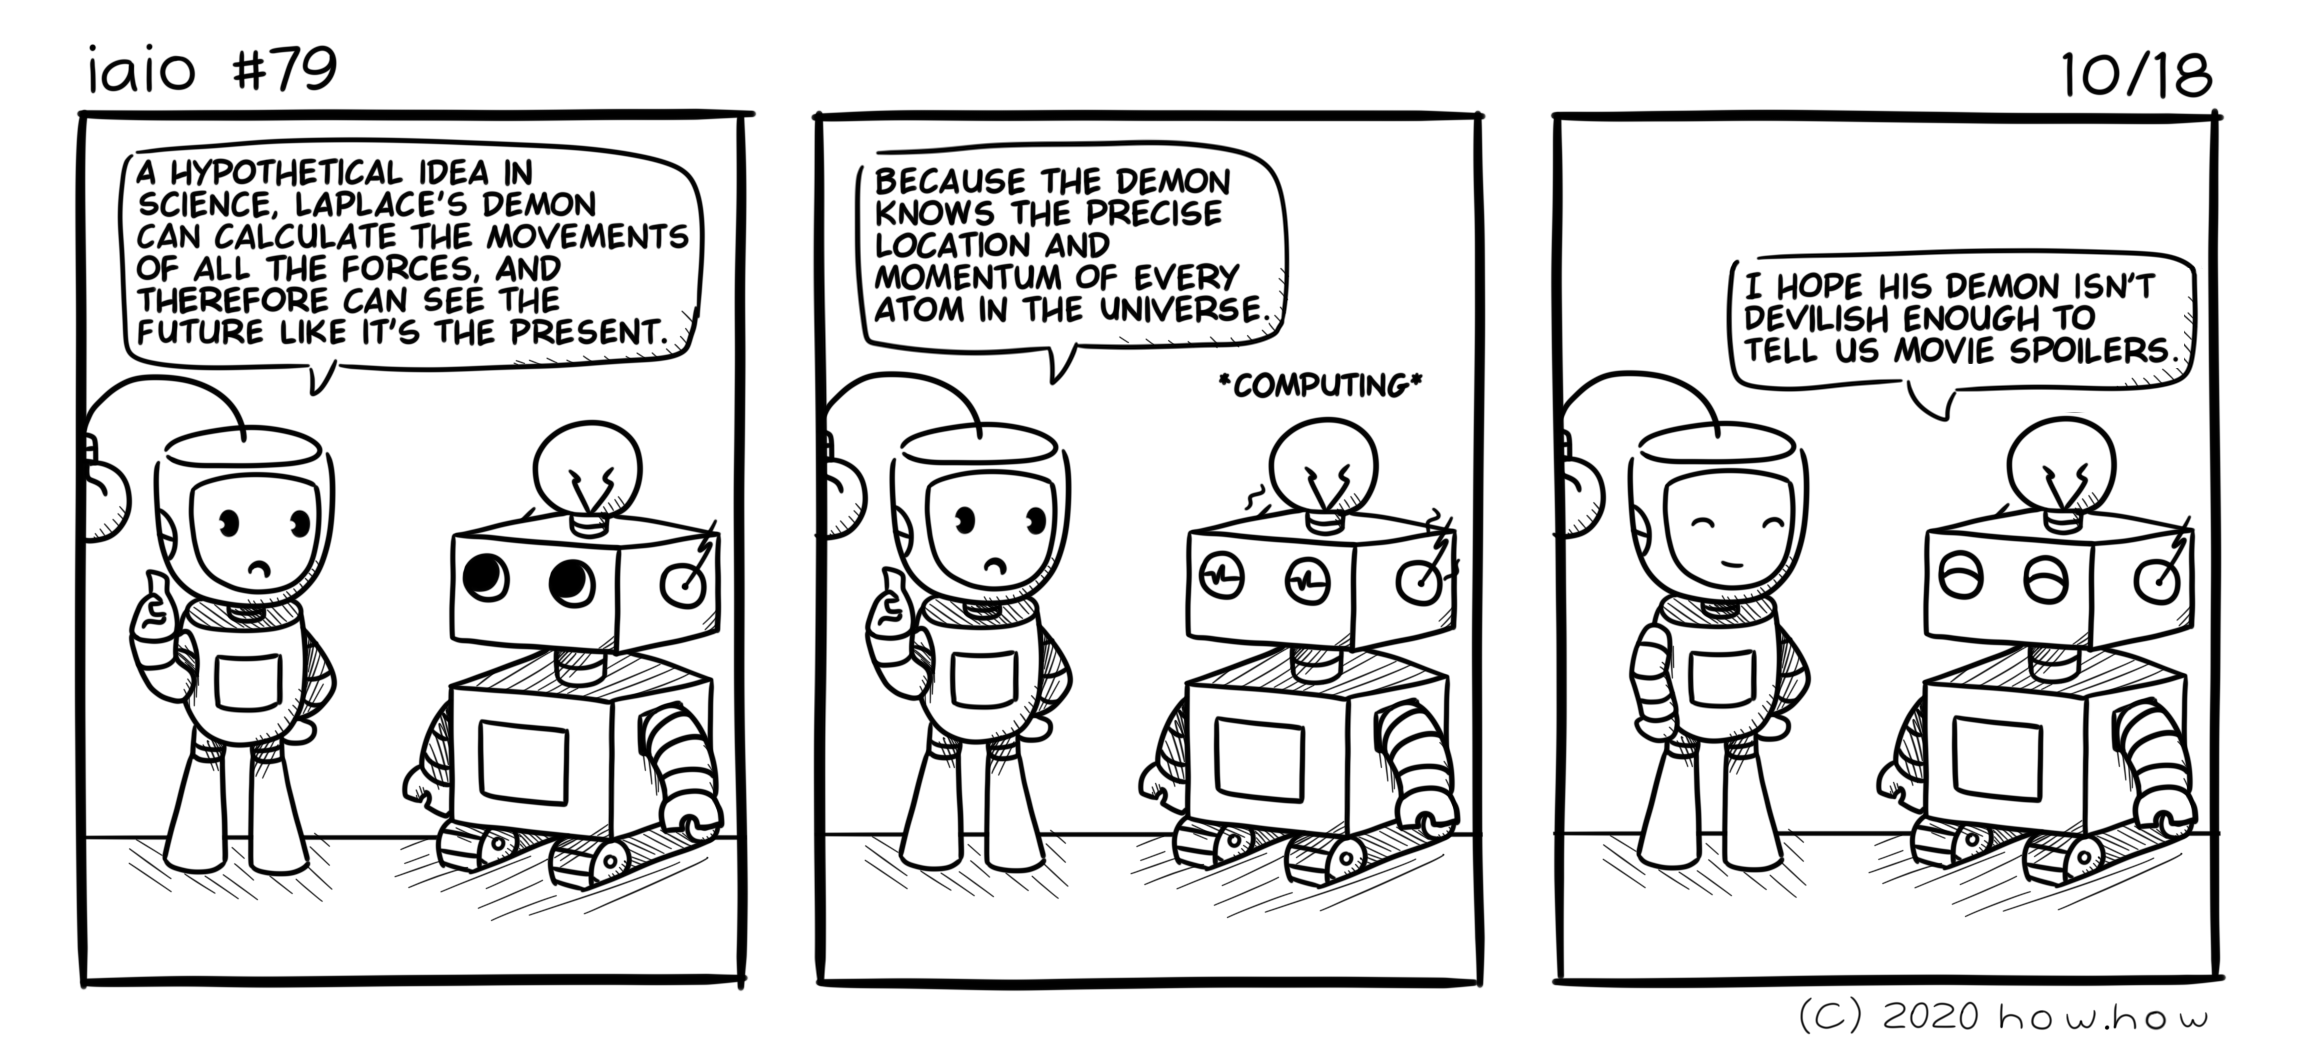 iaio #79
10/18
A HYPOTHETICAL IDEA IN
SCIENCE, LAPLACE'S DEMON
CAN CALCULATE THE MOVEMENTS
OF ALL THE FORCES, AND
THEREFORE CAN SEE THE
FUTURE LIKE IT'S THE PRESENT.
BECAUSE THE DEMON
KNOWS THE PRECISE
LOCATION AND
MOMENTUM OF EVERY
ATOM IN THE UNIVERSE.
*COMPUTING*
I HOPE HIS DEMON ISN'T
DEVILISH ENOUGH TO
TELL US MOVIE SPOILERS.
(C) 2020 how.how